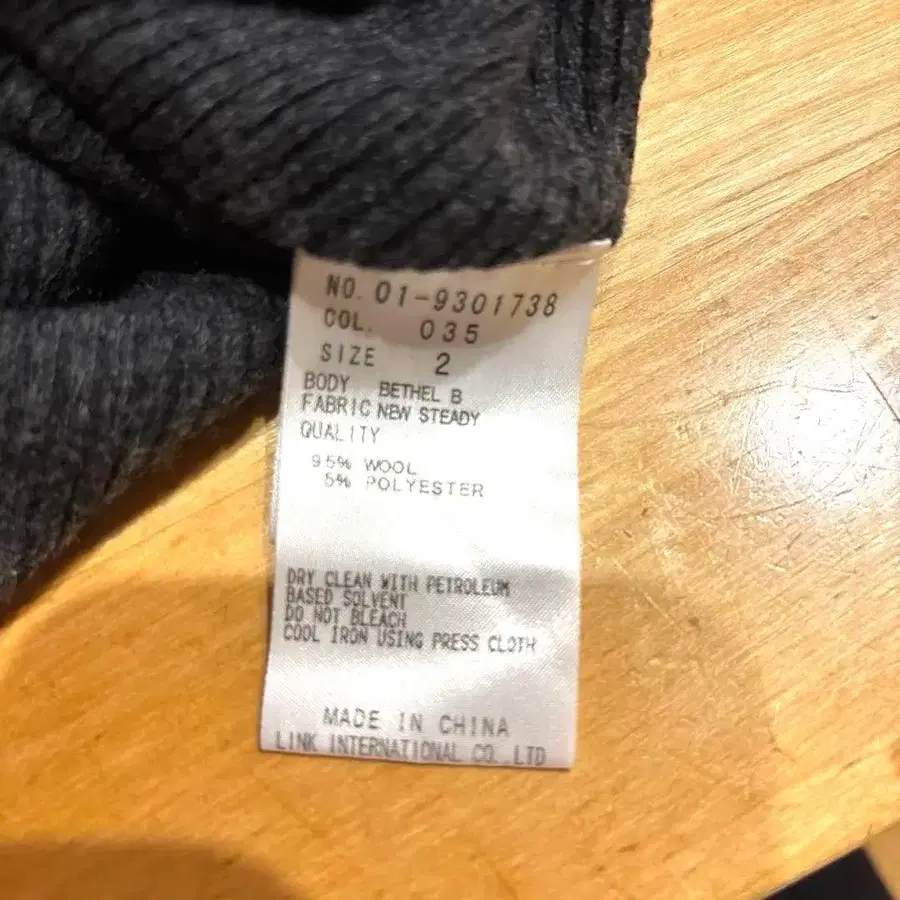 NO. 01-9301738
COL. 035
SIZE 2
BODY BETHEL B
FABRIC NEW STEADY
QUALITY
95% WOOL
5% POLYESTER
DRY CLEAN WITH PETROLEUM
BASED SOLVENT
DO NOT BLEACH
COOL IRON USING PRESS CLOTH
MADE IN CHINA
LINK INTERNATIONAL CO.,LTD